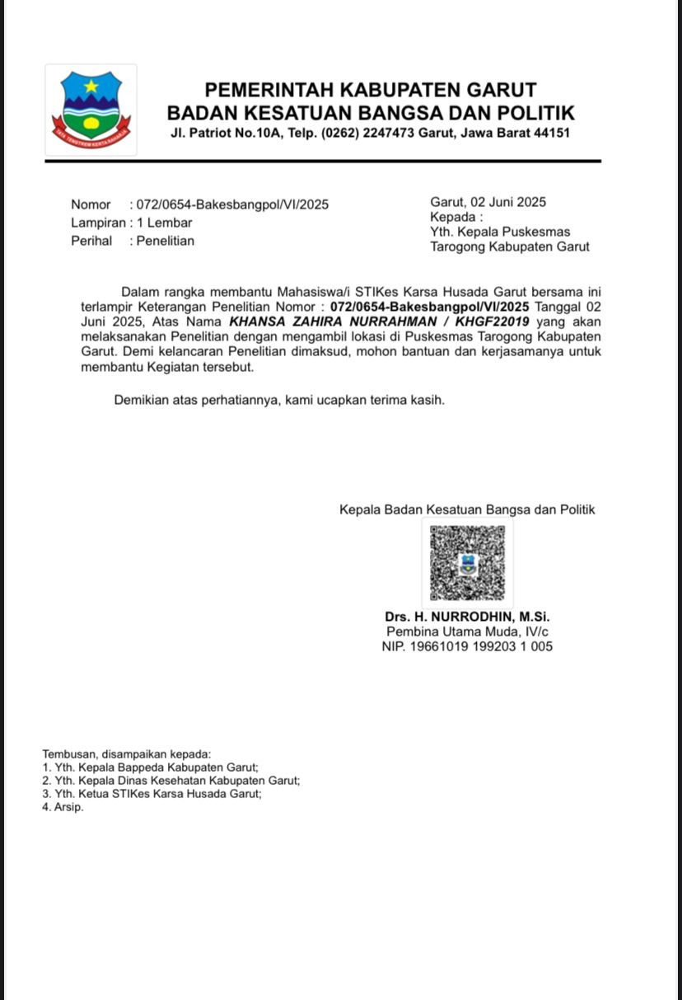 PEMERINTAH KABUPATEN GARUT
BADAN KESATUAN BANGSA DAN POLITIK
Jl. Patriot No.10A, Telp. (0262) 2247473 Garut, Jawa Barat 44151
TATA TENGTREM KERTA RAHARJA
Nomor : 072/0654-Bakesbangpol/VI/2025
Lampiran : 1 Lembar
Perihal : Penelitian
Garut, 02 Juni 2025
Kepada :
Yth. Kepala Puskesmas
Tarogong Kabupaten Garut
Dalam rangka membantu Mahasiswa/i STIKes Karsa Husada Garut bersama ini
terlampir Keterangan Penelitian Nomor : 072/0654-Bakesbangpol/VI/2025 Tanggal 02
Juni 2025, Atas Nama KHANSA ZAHIRA NURRAHMAN / KHGF22019 yang akan
melaksanakan Penelitian dengan mengambil lokasi di Puskesmas Tarogong Kabupaten
Garut. Demi kelancaran Penelitian dimaksud, mohon bantuan dan kerjasamanya untuk
membantu Kegiatan tersebut.
Demikian atas perhatiannya, kami ucapkan terima kasih.
Kepala Badan Kesatuan Bangsa dan Politik
Drs. H. NURRODHIN, M.Si.
Pembina Utama Muda, IV/c
NIP. 19661019 199203 1 005
Tembusan, disampaikan kepada:
1. Yth. Kepala Bappeda Kabupaten Garut;
2. Yth. Kepala Dinas Kesehatan Kabupaten Garut;
3. Yth. Ketua STIKes Karsa Husada Garut;
4. Arsip.